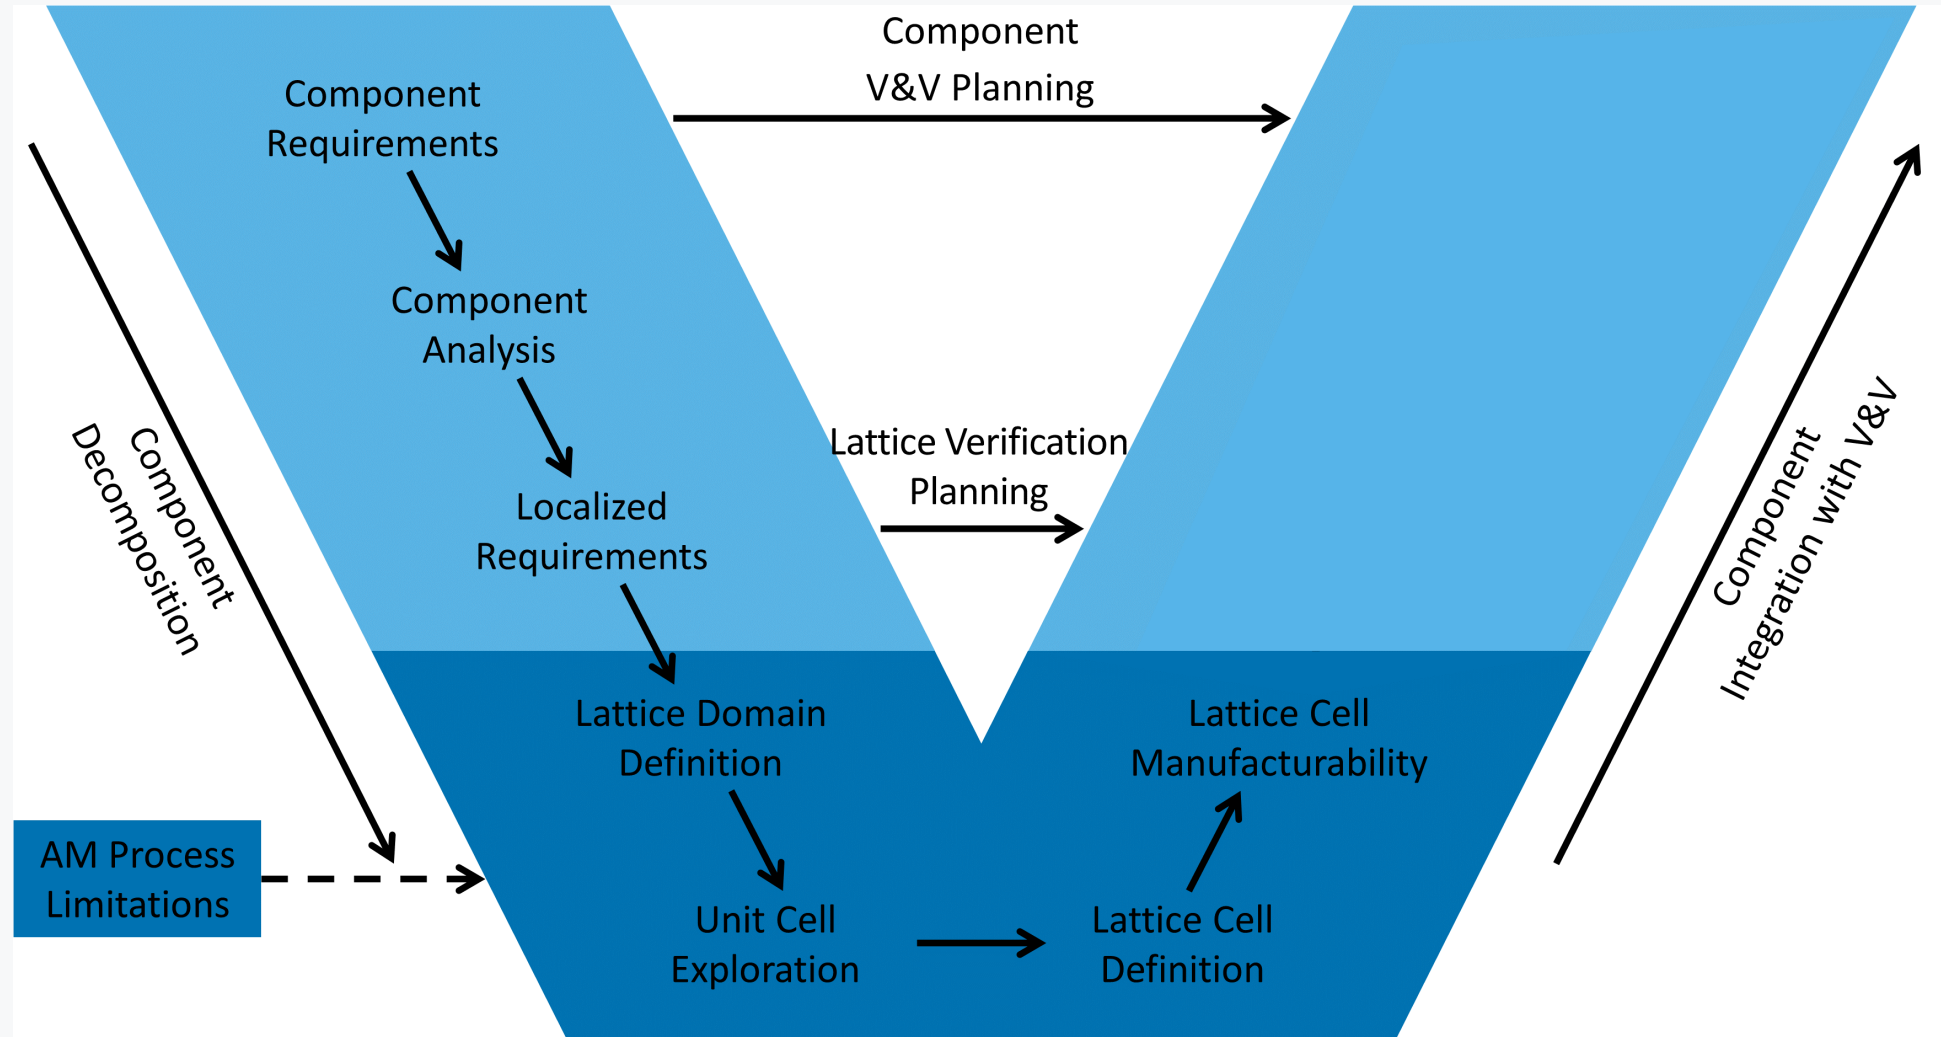 Component
V&V Planning
Component
Requirements
Component
Analysis
Localized
Requirements
Lattice Verification
Planning
Component
Decomposition
Component
Integration with V&V
Lattice Domain
Definition
Lattice Cell
Manufacturability
AM Process
Limitations
Unit Cell
Exploration
Lattice Cell
Definition